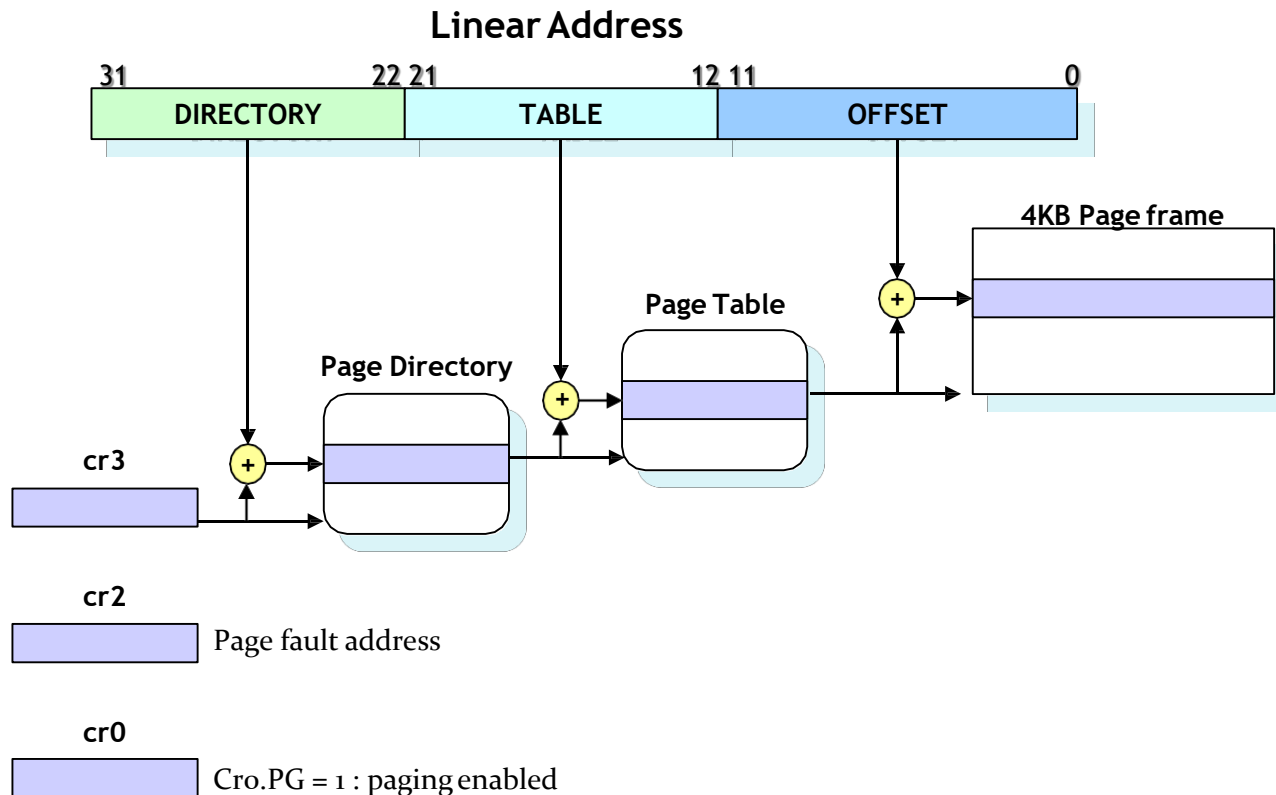 Linear Address
31 22 21 12 11 0
DIRECTORY TABLE OFFSET
4KB Page frame
+
Page Table
+
Page Directory
+
cr3
cr2
Page fault address
cr0
Cr0.PG = 1 : paging enabled